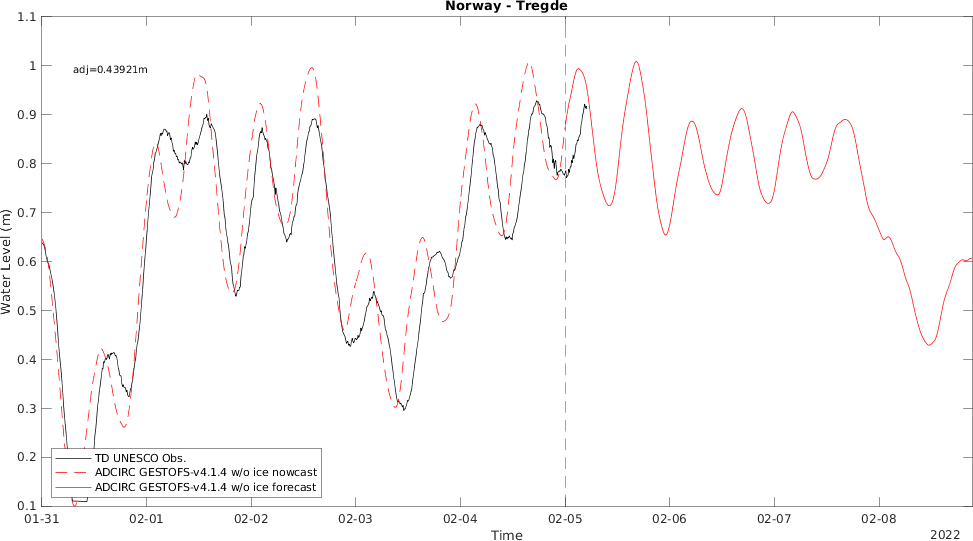 Norway - Tregde
adj=0.43921m
Water Level (m)
1.1
1
0.9
0.8
0.7
0.6
0.5
0.4
0.3
0.2
0.1
TD UNESCO Obs.
ADCIRC GESTOFS-v4.1.4 w/o ice nowcast
ADCIRC GESTOFS-v4.1.4 w/o ice forecast
01-31 02-01 02-02 02-03 02-04 02-05 02-06 02-07 02-08
Time
2022